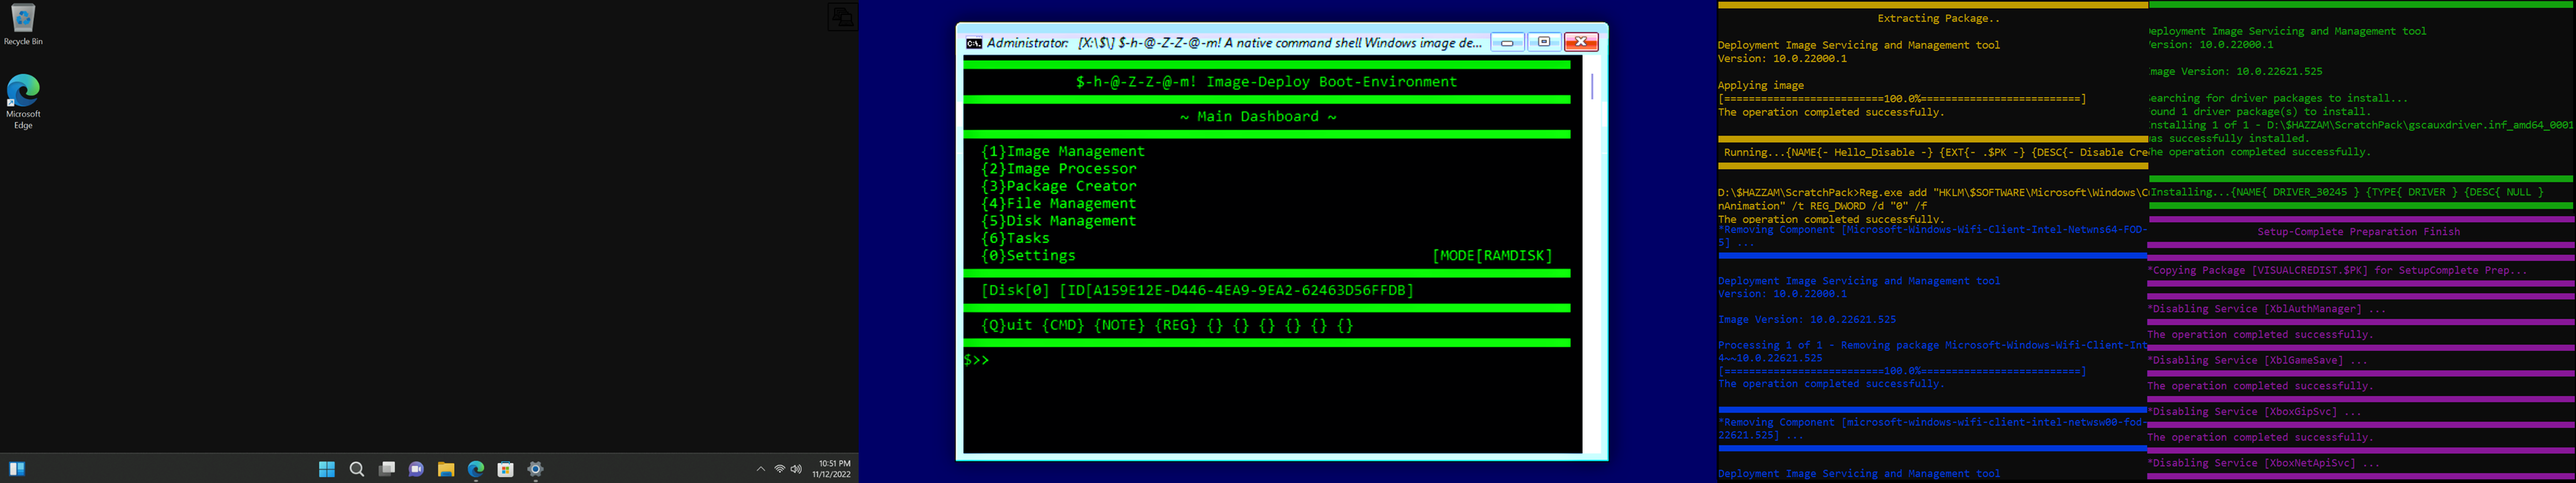 Recycle Bin
Microsoft
Edge
10:51 PM
11/12/2022
Administrator:  [X:\$\] $-h-@-Z-Z-@-m! A native command shell Windows image de...
$-h-@-Z-Z-@-m! Image-Deploy Boot-Environment
~ Main Dashboard ~
{1}Image Management
{2}Image Processor
{3}Package Creator
{4}File Management
{5}Disk Management
{6}Tasks
{0}Settings [MODE[RAMDISK]
[Disk[0] [ID[A159E12E-D446-4EA9-9EA2-62463D56FFDB]
{Q}uit {CMD} {NOTE} {REG} {} {} {} {} {} {}
$>>
Extracting Package..
Deployment Image Servicing and Management tool
Version: 10.0.22000.1
Applying image
[==========================100.0%==========================]
The operation completed successfully.
Running...{NAME{- Hello_Disable -} {EXT{- .$PK -} {DESC{- Disable Cre
D:\$HAZZAM\ScratchPack>Reg.exe add "HKLM\$SOFTWARE\Microsoft\Windows\C
nAnimation" /t REG_DWORD /d "0" /f
The operation completed successfully.
*Removing Component [Microsoft-Windows-Wifi-Client-Intel-Netwns64-FOD-
5] ...
Deployment Image Servicing and Management tool
Version: 10.0.22000.1
Image Version: 10.0.22621.525
Processing 1 of 1 - Removing package Microsoft-Windows-Wifi-Client-Int
4~~10.0.22621.525
[==========================100.0%==========================]
The operation completed successfully.
*Removing Component [microsoft-windows-wifi-client-intel-netwsw00-fod-
22621.525] ...
Deployment Image Servicing and Management tool
eployment Image Servicing and Management tool
ersion: 10.0.22000.1
mage Version: 10.0.22621.525
earching for driver packages to install...
ound 1 driver package(s) to install.
nstalling 1 of 1 - D:\$HAZZAM\ScratchPack\gscauxdriver.inf_amd64_0001
as successfully installed.
he operation completed successfully.
Installing...{NAME{ DRIVER_30245 } {TYPE{ DRIVER } {DESC{ NULL }
Setup-Complete Preparation Finish
*Copying Package [VISUALCREDIST.$PK] for SetupComplete Prep...
*Disabling Service [XblAuthManager] ...
The operation completed successfully.
*Disabling Service [XblGameSave] ...
The operation completed successfully.
*Disabling Service [XboxGipSvc] ...
The operation completed successfully.
*Disabling Service [XboxNetApiSvc] ...